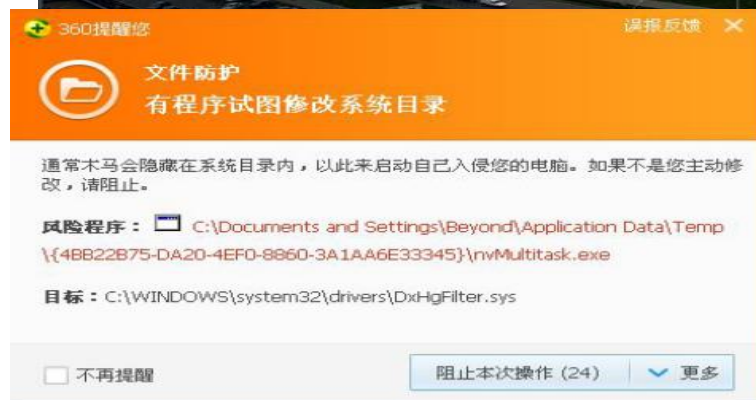 360提醒您
误报反馈
文件防护
有程序试图修改系统目录
通常木马会隐藏在系统目录内，以此来启动自己入侵您的电脑。如果不是您主动修
改，请阻止。
风险程序： C:\Documents and Settings\Beyond\Application Data\Temp
\{4BB22B75-DA20-4EF0-8860-3A1AA6E33345}\nvMultitask.exe
目标：C:\WINDOWS\system32\drivers\DxHgFilter.sys
不再提醒
阻止本次操作 (24)
更多